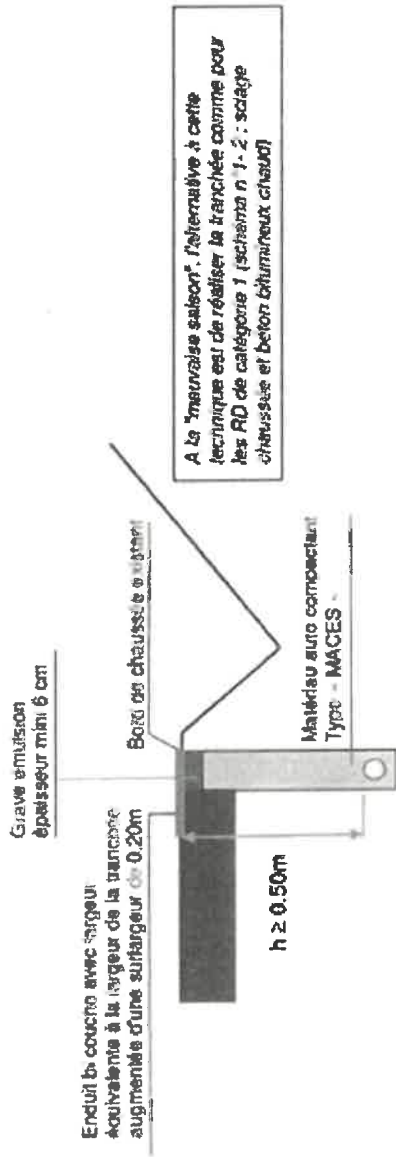 Grave émulsion
épaisseur mini 6 cm
Enduit bi couche avec largeur
équivalente à la largeur de la tranchée
augmentée d'une surlargeur de 0.20m
Bord de chaussée existant
h ≥ 0.50m
Matériau auto compactant
Type - MACES -
A la "mauvaise saison", l'alternative à cette
technique est de réaliser la tranchée comme pour
les RD de catégorie 1 (schéma n°1- 2 : sciage
chaussée et béton bitumineux chaud)